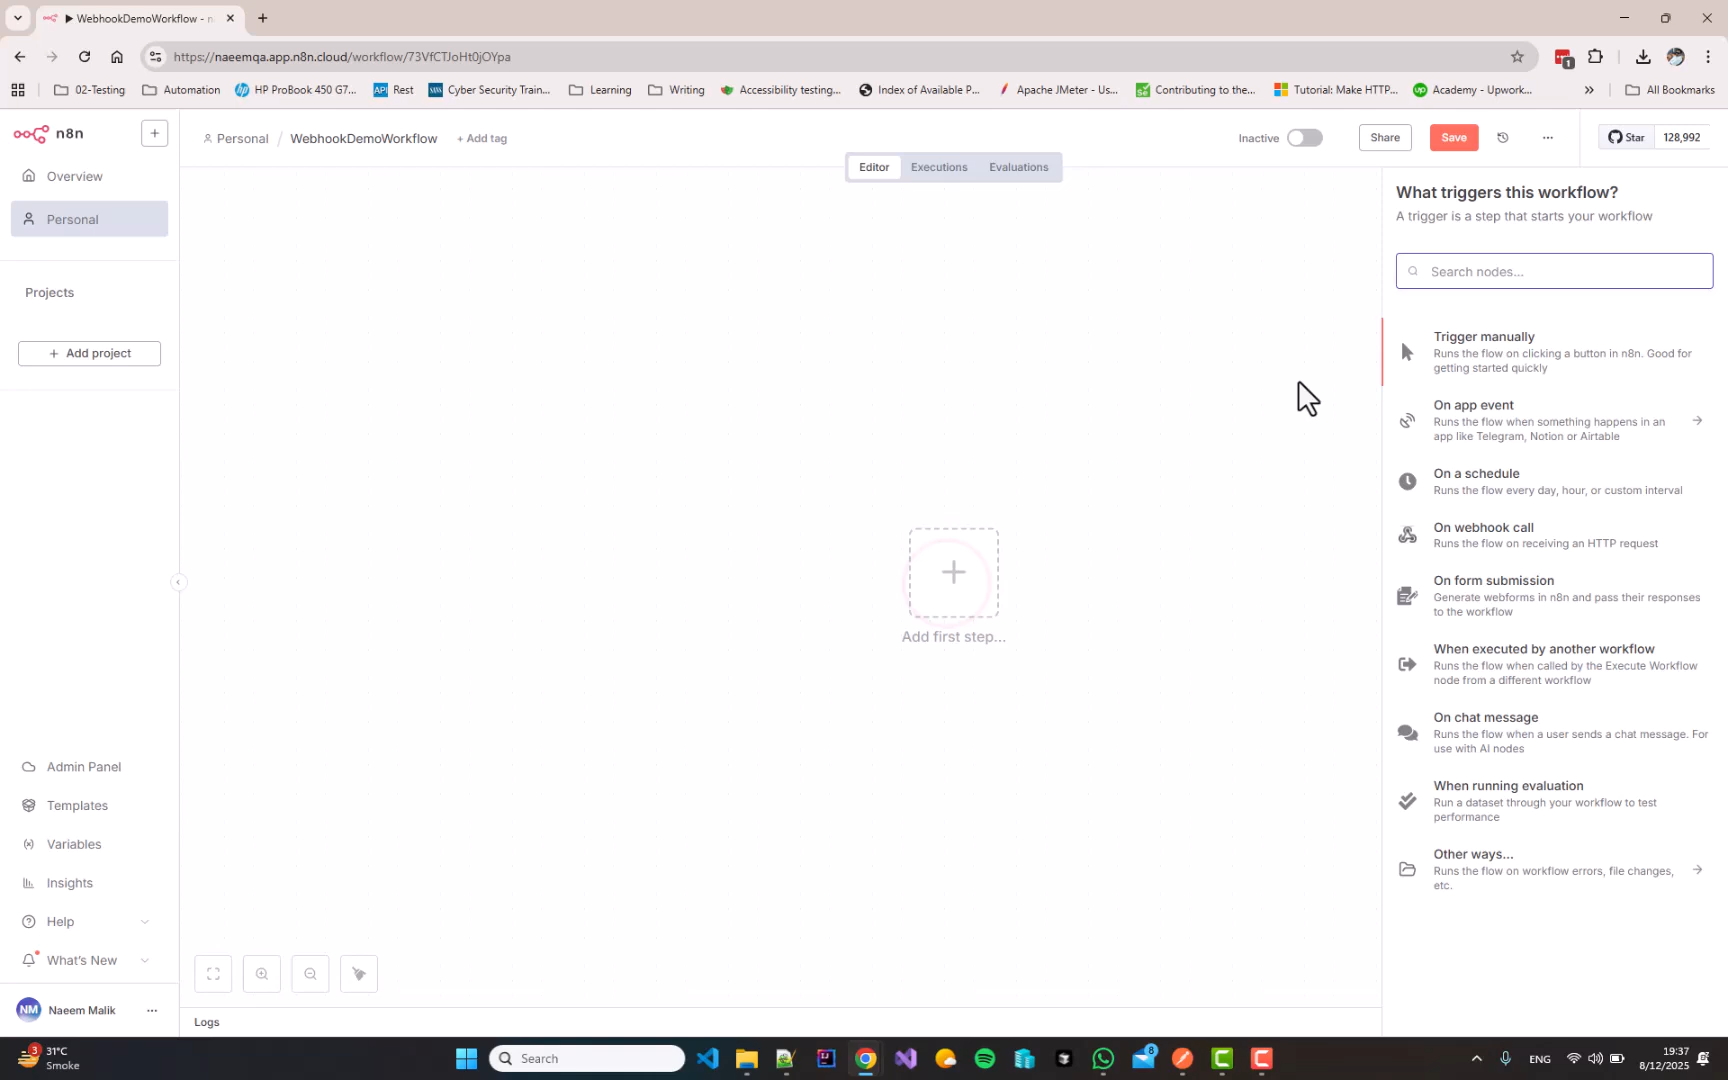 WebhookDemoWorkflow - n
https://naeemqa.app.n8n.cloud/workflow/73VfCTJoHt0jOYpa
1
02-Testing
Automation
HP ProBook 450 G7...
API Rest
Cyber Security Train...
Learning
Writing
Accessibility testing...
Index of Available P...
Apache JMeter - Us...
Contributing to the...
Tutorial: Make HTTP...
Academy - Upwork...
All Bookmarks
n8n
Personal / WebhookDemoWorkflow + Add tag
Inactive
Share
Save
Star 128,992
Editor
Executions
Evaluations
Overview
Personal
Projects
Add project
What triggers this workflow?
A trigger is a step that starts your workflow
Search nodes...
Trigger manually
Runs the flow on clicking a button in n8n. Good for
getting started quickly
On app event
Runs the flow when something happens in an
app like Telegram, Notion or Airtable
On a schedule
Runs the flow every day, hour, or custom interval
On webhook call
Runs the flow on receiving an HTTP request
On form submission
Generate webforms in n8n and pass their responses
to the workflow
When executed by another workflow
Runs the flow when called by the Execute Workflow
node from a different workflow
On chat message
Runs the flow when a user sends a chat message. For
use with AI nodes
When running evaluation
Run a dataset through your workflow to test
performance
Other ways...
Runs the flow on workflow errors, file changes,
etc.
Add first step...
Admin Panel
Templates
Variables
Insights
Help
What's New
NM Naeem Malik
Logs
3
31°C
Smoke
Search
8
ENG
19:37
8/12/2025